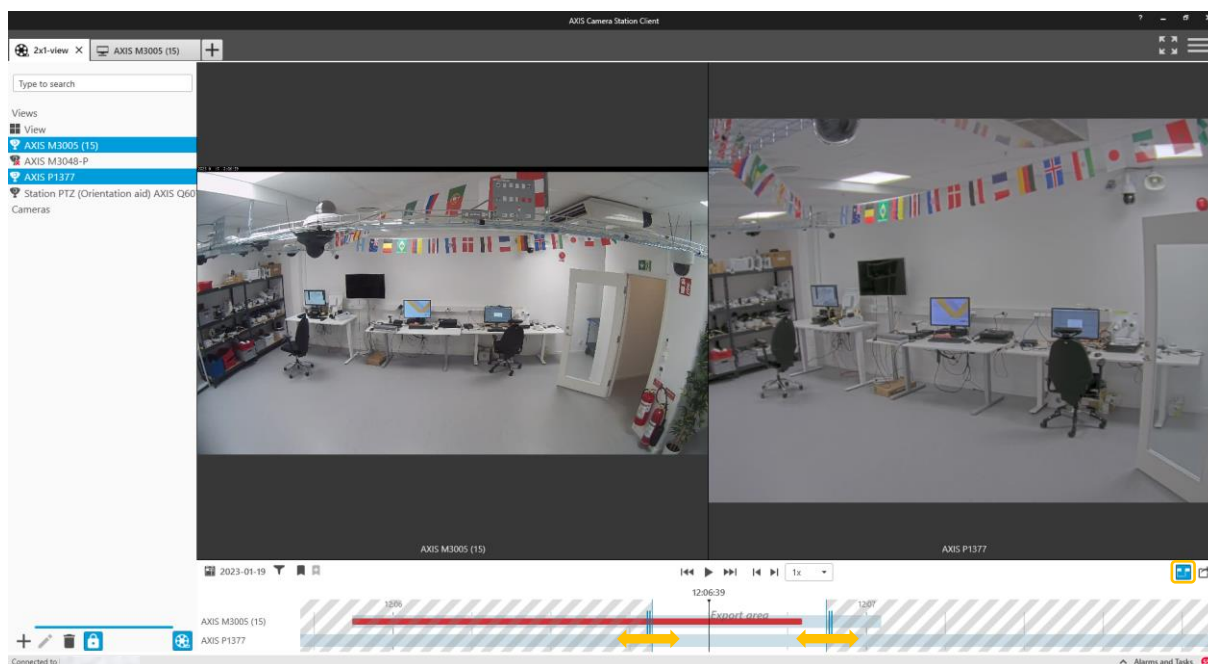 AXIS Camera Station Client
2x1-view
AXIS M3005 (15)
Type to search
Views
View
AXIS M3005 (15)
AXIS M3048-P
AXIS P1377
Station PTZ (Orientation aid) AXIS Q60
Cameras
AXIS M3005 (15)
AXIS P1377
2023-01-19
1x
12:06:39
12:06
12:07
AXIS M3005 (15)
Export area
AXIS P1377
Connected to
Alarms and Tasks